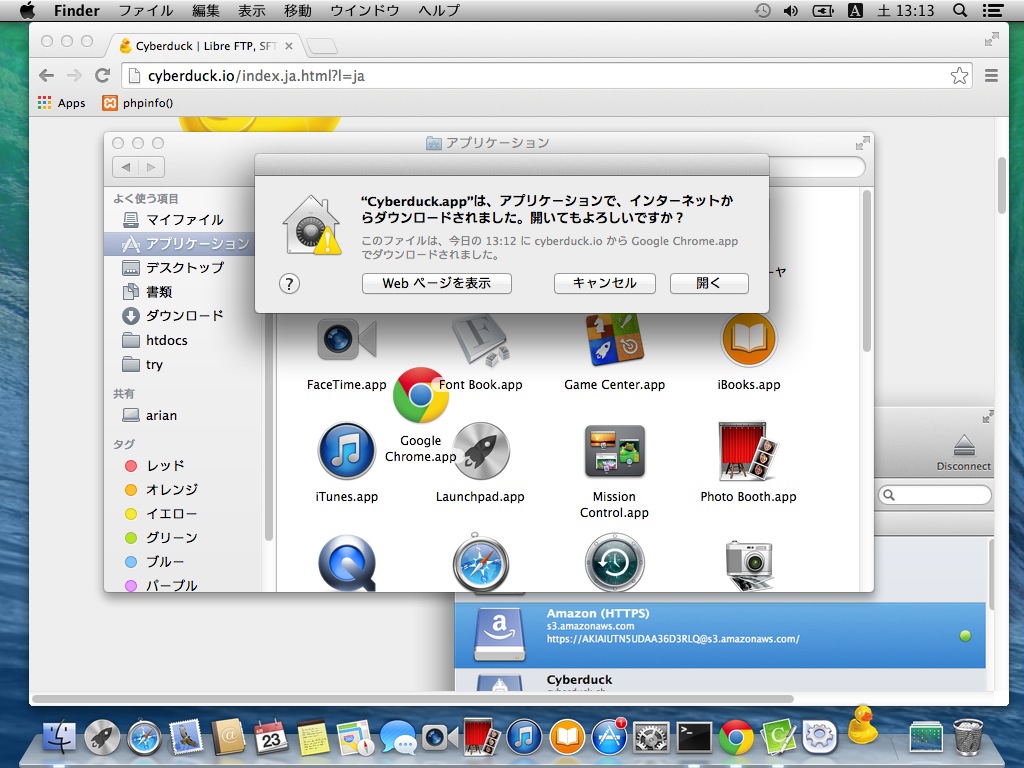 Finder ファイル 編集 表示 移動 ウインドウ ヘルプ A 土 13:13
Cyberduck | Libre FTP, SFT
cyberduck.io/index.ja.html?l=ja
Apps phpinfo()
アプリケーション
よく使う項目
マイファイル
アプリケーション
デスクトップ
書類
ダウンロード
htdocs
try
共有
arian
タグ
レッド
オレンジ
イエロー
グリーン
ブルー
パープル
“Cyberduck.app”は、アプリケーションで、インターネットか
らダウンロードされました。開いてもよろしいですか？
このファイルは、今日の 13:12 に cyberduck.io から Google Chrome.app
でダウンロードされました。
? Web ページを表示 キャンセル 開く
ーヤ
FaceTime.app Font Book.app Game Center.app iBooks.app
Google
Chrome.app
iTunes.app Launchpad.app Mission
Control.app
Photo Booth.app
Disconnect
Amazon (HTTPS)
s3.amazonaws.com
https://AKIAIUTN5UDAA36D3RLQ@s3.amazonaws.com/
Cyberduck
23
1